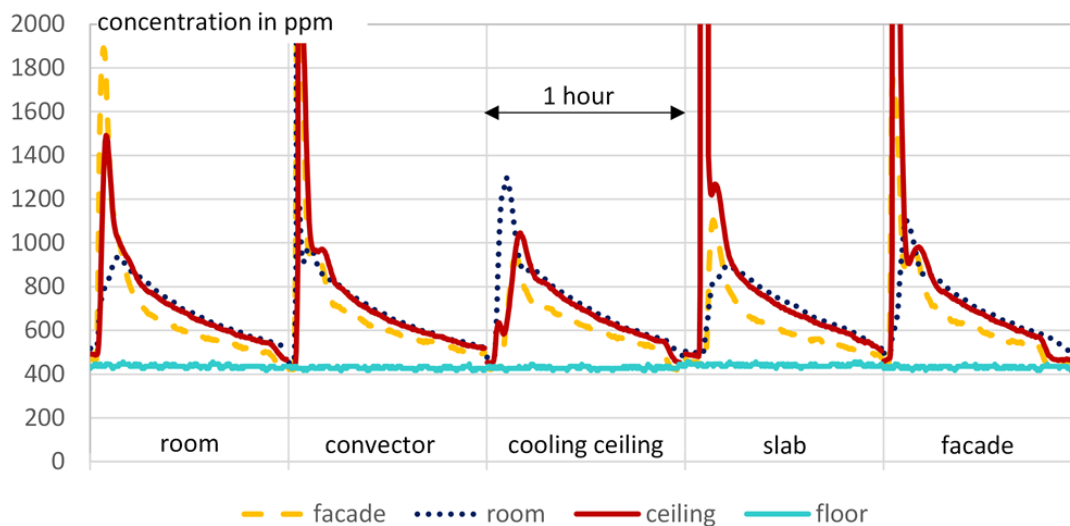 concentration in ppm
2000
1800
1600
1400
1200
1000
800
600
400
200
0
1 hour
room convector cooling ceiling slab facade
facade room ceiling floor